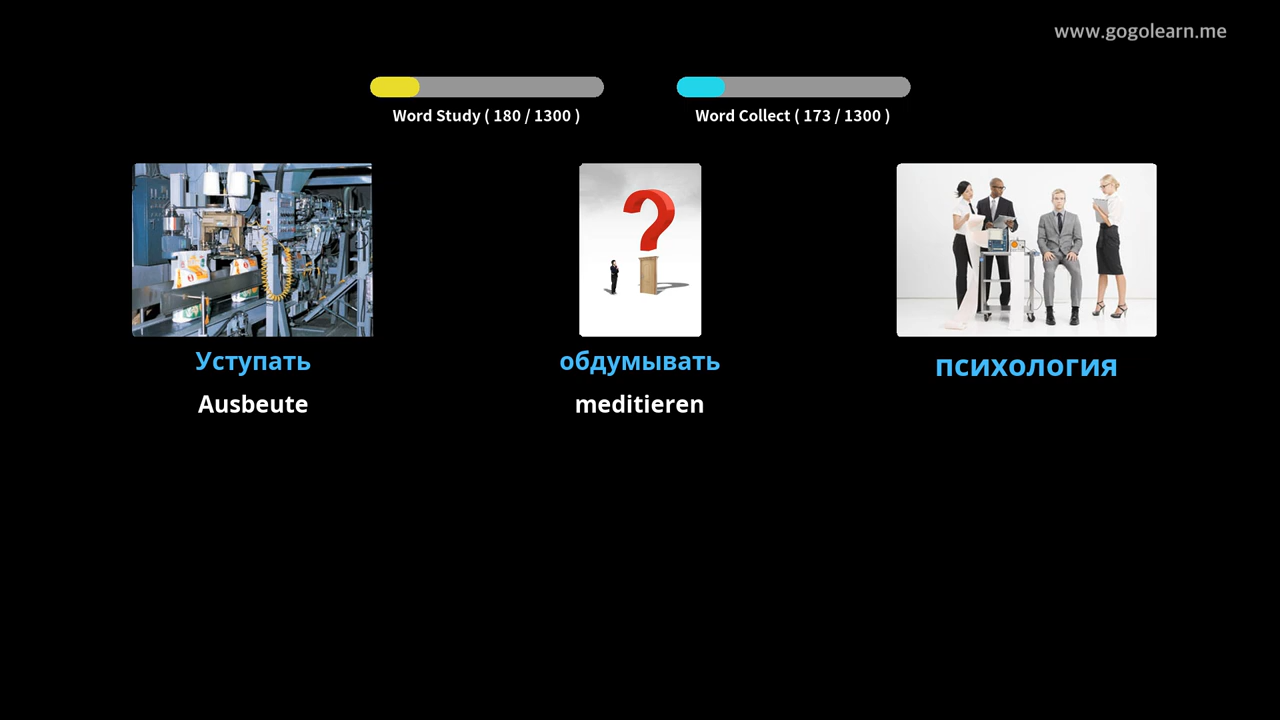 www.gogolearn.me
Word Study ( 180 / 1300 )
Word Collect ( 173 / 1300 )
Уступать
обдумывать
психология
Ausbeute
meditieren